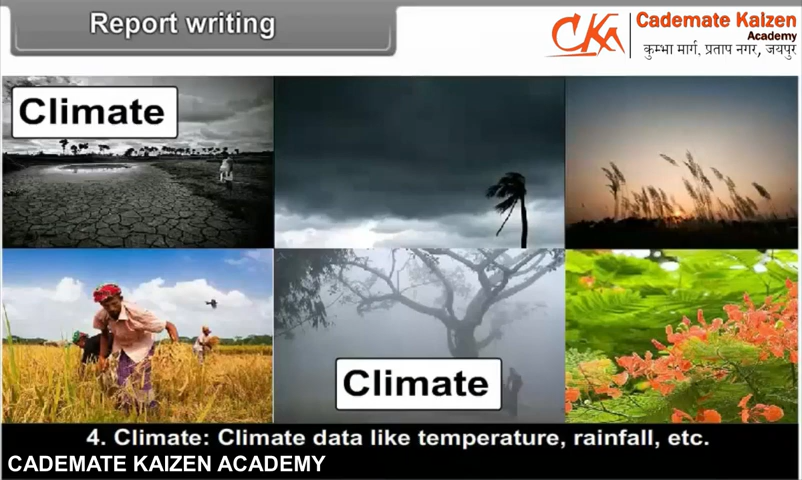 Report writing
Cademate Kaizen
Academy
कुम्भा मार्ग, प्रताप नगर, जयपुर
Climate
Climate
4. Climate: Climate data like temperature, rainfall, etc.
CADEMATE KAIZEN ACADEMY